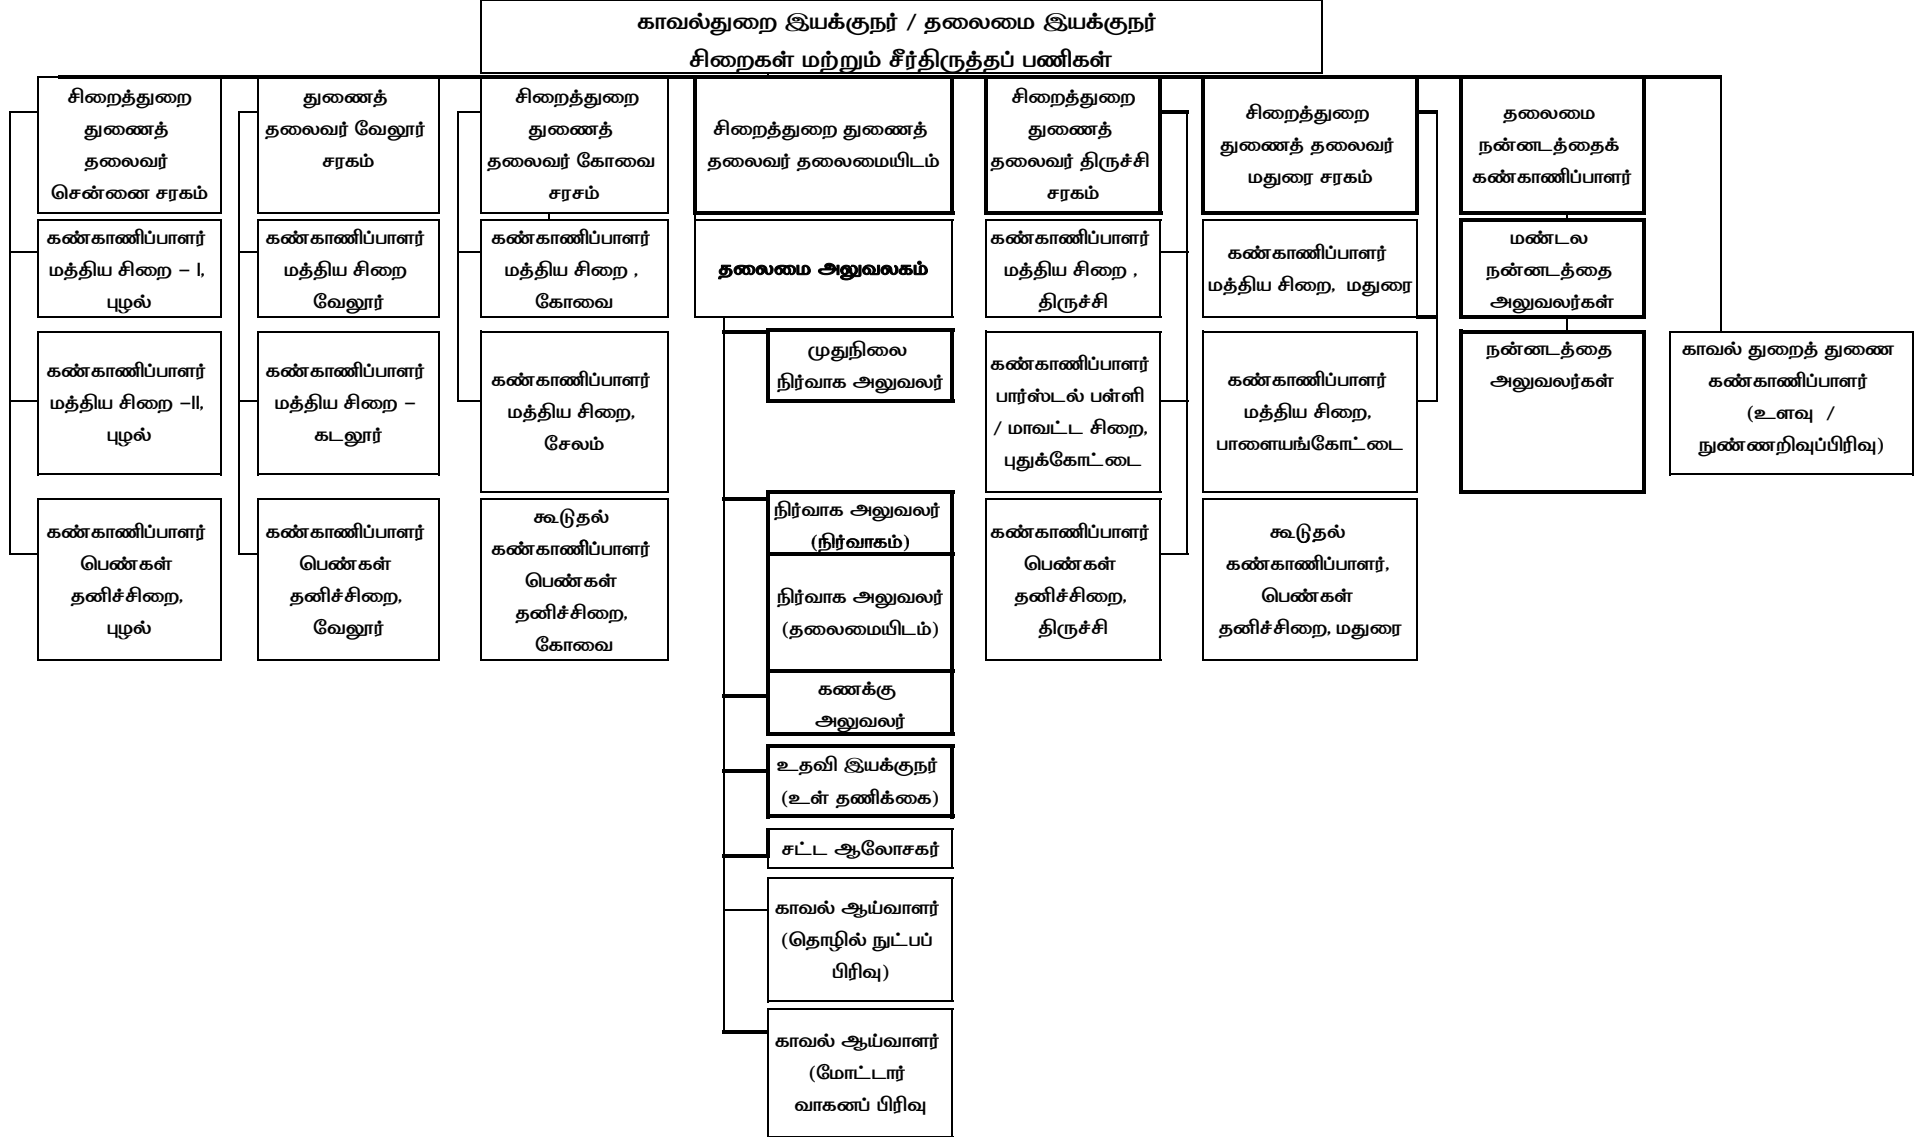 காவல்துறை இயக்குநர் / தலைமை இயக்குநர்
சிறைகள் மற்றும் சீர்திருத்தப் பணிகள்
சிறைத்துறை
துணைத்
தலைவர்
சென்னை சரகம்
துணைத்
தலைவர் வேலூர்
சரகம்
சிறைத்துறை
துணைத்
தலைவர் கோவை
சரசம்
சிறைத்துறை துணைத்
தலைவர் தலைமையிடம்
சிறைத்துறை
துணைத்
தலைவர் திருச்சி
சரகம்
சிறைத்துறை
துணைத் தலைவர்
மதுரை சரகம்
தலைமை
நன்னடத்தைக்
கண்காணிப்பாளர்
கண்காணிப்பாளர்
மத்திய சிறை – I,
புழல்
கண்காணிப்பாளர்
மத்திய சிறை
வேலூர்
கண்காணிப்பாளர்
மத்திய சிறை ,
கோவை
தலைமை அலுவலகம்
கண்காணிப்பாளர்
மத்திய சிறை ,
திருச்சி
கண்காணிப்பாளர்
மத்திய சிறை, மதுரை
மண்டல
நன்னடத்தை
அலுவலர்கள்
கண்காணிப்பாளர்
மத்திய சிறை –II,
புழல்
கண்காணிப்பாளர்
மத்திய சிறை –
கடலூர்
கண்காணிப்பாளர்
மத்திய சிறை,
சேலம்
முதுநிலை
நிர்வாக அலுவலர்
கண்காணிப்பாளர்
பார்ஸ்டல் பள்ளி
/ மாவட்ட சிறை,
புதுக்கோட்டை
கண்காணிப்பாளர்
மத்திய சிறை,
பாளையங்கோட்டை
நன்னடத்தை
அலுவலர்கள்
காவல் துறைத் துணை
கண்காணிப்பாளர்
(உளவு /
நுண்ணறிவுப்பிரிவு)
கண்காணிப்பாளர்
பெண்கள்
தனிச்சிறை,
புழல்
கண்காணிப்பாளர்
பெண்கள்
தனிச்சிறை,
வேலூர்
கூடுதல்
கண்காணிப்பாளர்
பெண்கள்
தனிச்சிறை,
கோவை
நிர்வாக அலுவலர்
(நிர்வாகம்)
நிர்வாக அலுவலர்
(தலைமையிடம்)
கணக்கு
அலுவலர்
கண்காணிப்பாளர்
பெண்கள்
தனிச்சிறை,
திருச்சி
கூடுதல்
கண்காணிப்பாளர்,
பெண்கள்
தனிச்சிறை, மதுரை
உதவி இயக்குநர்
(உள் தணிக்கை)
சட்ட ஆலோசகர்
காவல் ஆய்வாளர்
(தொழில் நுட்பப்
பிரிவு)
காவல் ஆய்வாளர்
(மோட்டார்
வாகனப் பிரிவு